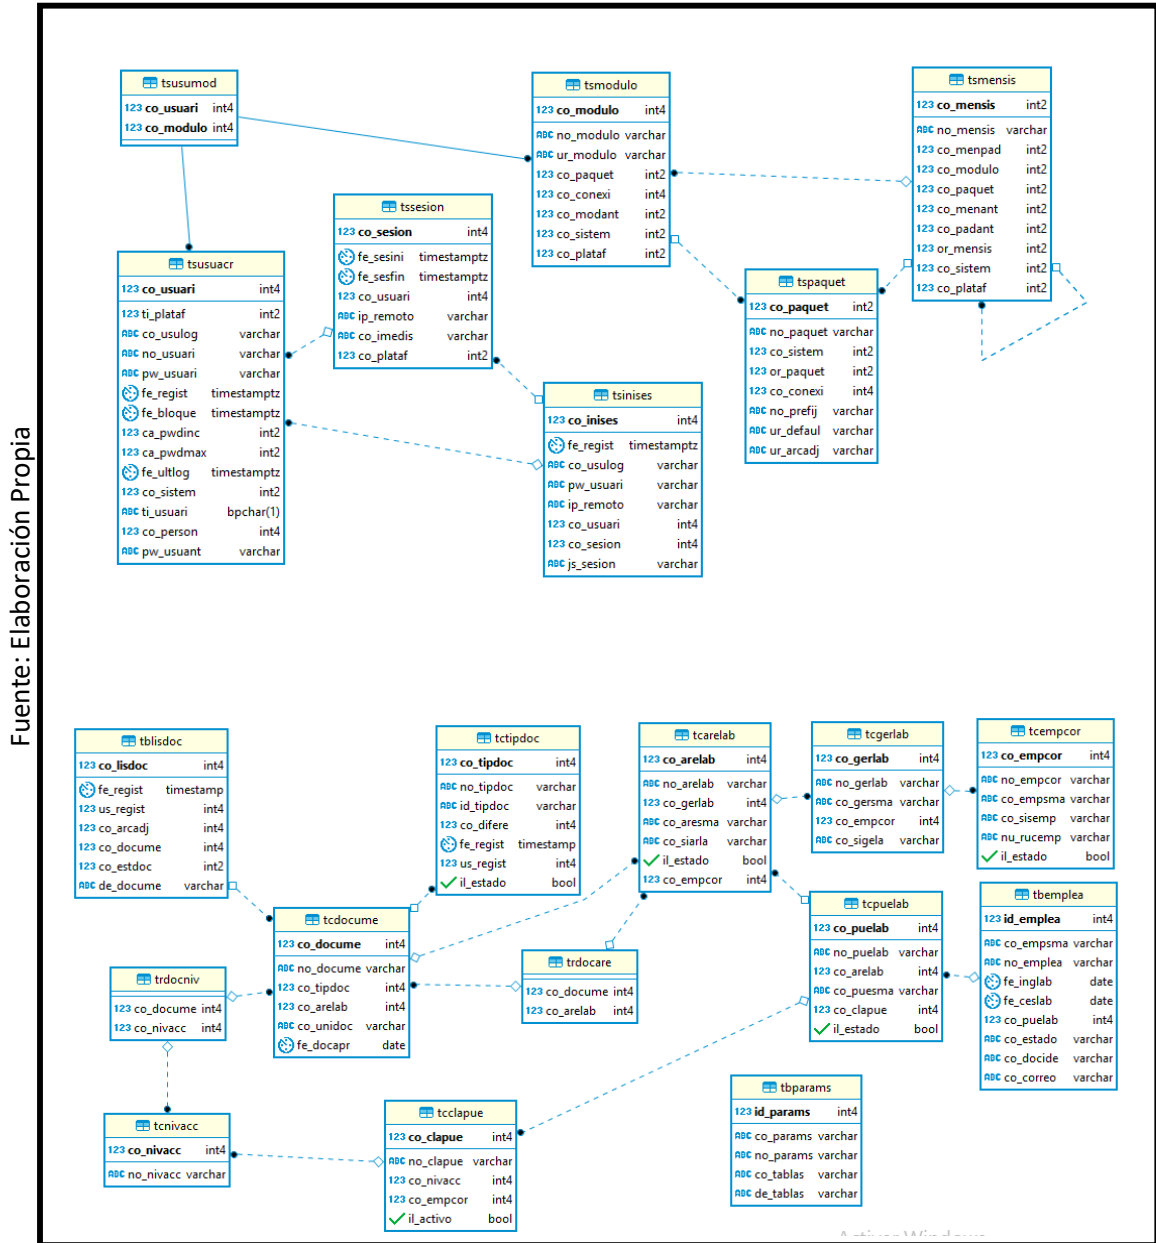 Fuente: Elaboración Propia
tsusumod
123 co_usuari int4
123 co_modulo int4
tsmodulo
123 co_modulo int4
ABC no_modulo varchar
ABC ur_modulo varchar
123 co_paquet int2
123 co_conexi int4
123 co_modant int2
123 co_sistem int2
123 co_plataf int2
tsmensis
123 co_mensis int2
ABC no_mensis varchar
123 co_menpad int2
123 co_modulo int2
123 co_paquet int2
123 co_menant int2
123 co_padant int2
123 or_mensis int2
123 co_sistem int2
123 co_plataf int2
tssesion
123 co_sesion int4
fe_sesini timestamptz
fe_sesfin timestamptz
123 co_usuari int4
ABC ip_remoto varchar
ABC co_imedis varchar
123 co_plataf int2
tsusuacr
123 co_usuari int4
123 ti_plataf int2
ABC co_usulog varchar
ABC no_usuari varchar
ABC pw_usuari varchar
fe_regist timestamptz
fe_bloque timestamptz
123 ca_pwdinc int2
123 ca_pwdmax int2
fe_ultlog timestamptz
123 co_sistem int2
ABC ti_usuari bpchar(1)
123 co_person int4
ABC pw_usuant varchar
tspaquet
123 co_paquet int2
ABC no_paquet varchar
123 co_sistem int2
123 or_paquet int2
123 co_conexi int4
ABC no_prefij varchar
ABC ur_defaul varchar
ABC ur_arcadj varchar
tsinises
123 co_inises int4
fe_regist timestamptz
ABC co_usulog varchar
ABC pw_usuari varchar
ABC ip_remoto varchar
123 co_usuari int4
123 co_sesion int4
ABC js_sesion varchar
tblisdoc
123 co_lisdoc int4
fe_regist timestamp
123 us_regist int4
123 co_arcadj int4
123 co_docume int4
123 co_estdoc int2
ABC de_docume varchar
tctipdoc
123 co_tipdoc int4
ABC no_tipdoc varchar
ABC id_tipdoc varchar
123 co_difere int4
fe_regist timestamp
123 us_regist int4
il_estado bool
tcarelab
123 co_arelab int4
ABC no_arelab varchar
123 co_gerlab int4
ABC co_aresma varchar
ABC co_siarla varchar
il_estado bool
123 co_empcor int4
tcgerlab
123 co_gerlab int4
ABC no_gerlab varchar
ABC co_gersma varchar
123 co_empcor int4
ABC co_sigela varchar
tcempcor
123 co_empcor int4
ABC no_empcor varchar
ABC co_empsma varchar
ABC co_sisemp varchar
ABC nu_rucemp varchar
il_estado bool
tcdocume
123 co_docume int4
ABC no_docume varchar
123 co_tipdoc int4
123 co_arelab int4
ABC co_unidoc varchar
fe_docapr date
tcpuelab
123 co_puelab int4
ABC no_puelab varchar
123 co_arelab int4
ABC co_puesma varchar
123 co_clapue int4
il_estado bool
tbemplea
123 id_emplea int4
ABC co_empsma varchar
ABC no_emplea varchar
fe_inglab date
fe_ceslab date
123 co_puelab int4
ABC co_estado varchar
ABC co_docide varchar
ABC co_correo varchar
trdocniv
123 co_docume int4
123 co_nivacc int4
trdocare
123 co_docume int4
123 co_arelab int4
tcnivacc
123 co_nivacc int4
ABC no_nivacc varchar
tcclapue
123 co_clapue int4
ABC no_clapue varchar
123 co_nivacc int4
123 co_empcor int4
il_activo bool
tbparams
123 id_params int4
ABC co_params varchar
ABC no_params varchar
ABC co_tablas varchar
ABC de_tablas varchar
Activar Windows